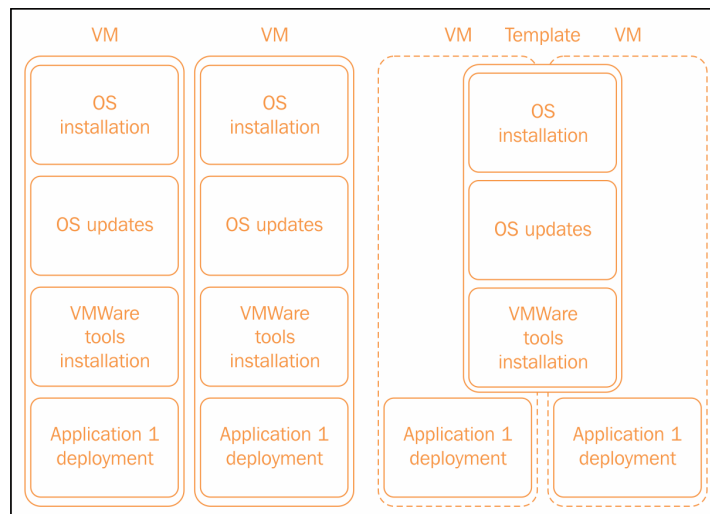 VM
VM
VM
Template
VM
OS
installation
OS updates
VMWare
tools
installation
Application 1
deployment
OS
installation
OS updates
VMWare
tools
installation
Application 1
deployment
OS
installation
OS updates
VMWare
tools
installation
Application 1
deployment
Application 1
deployment